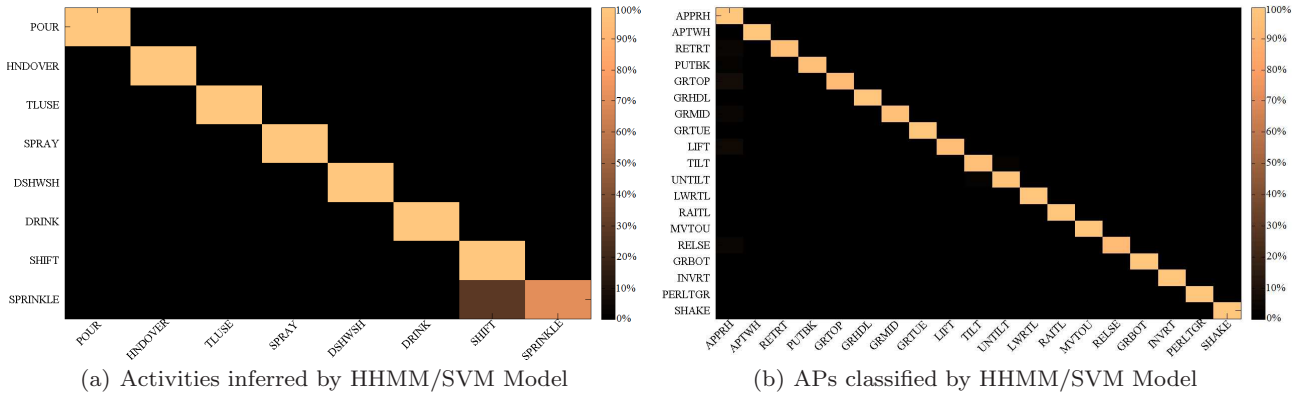 POUR
HNDOVER
TLUSE
SPRAY
DSHWSH
DRINK
SHIFT
SPRINKLE
POUR
HNDOVER
TLUSE
SPRAY
DSHWSH
DRINK
SHIFT
SPRINKLE
100%
90%
80%
70%
60%
50%
40%
30%
20%
10%
0%
(a) Activities inferred by HHMM/SVM Model
APPRH
APTWH
RETRT
PUTBK
GRTOP
GRHDL
GRMID
GRTUE
LIFT
TILT
UNTILT
LWRTL
RAITL
MVTOU
RELSE
GRBOT
INVRT
PERLTGR
SHAKE
APPRH
APTWH
RETRT
PUTBK
GRTOP
GRHDL
GRMID
GRTUE
LIFT
TILT
UNTILT
LWRTL
RAITL
MVTOU
RELSE
GRBOT
INVRT
PERLTGR
SHAKE
100%
90%
80%
70%
60%
50%
40%
30%
20%
10%
0%
(b) APs classified by HHMM/SVM Model